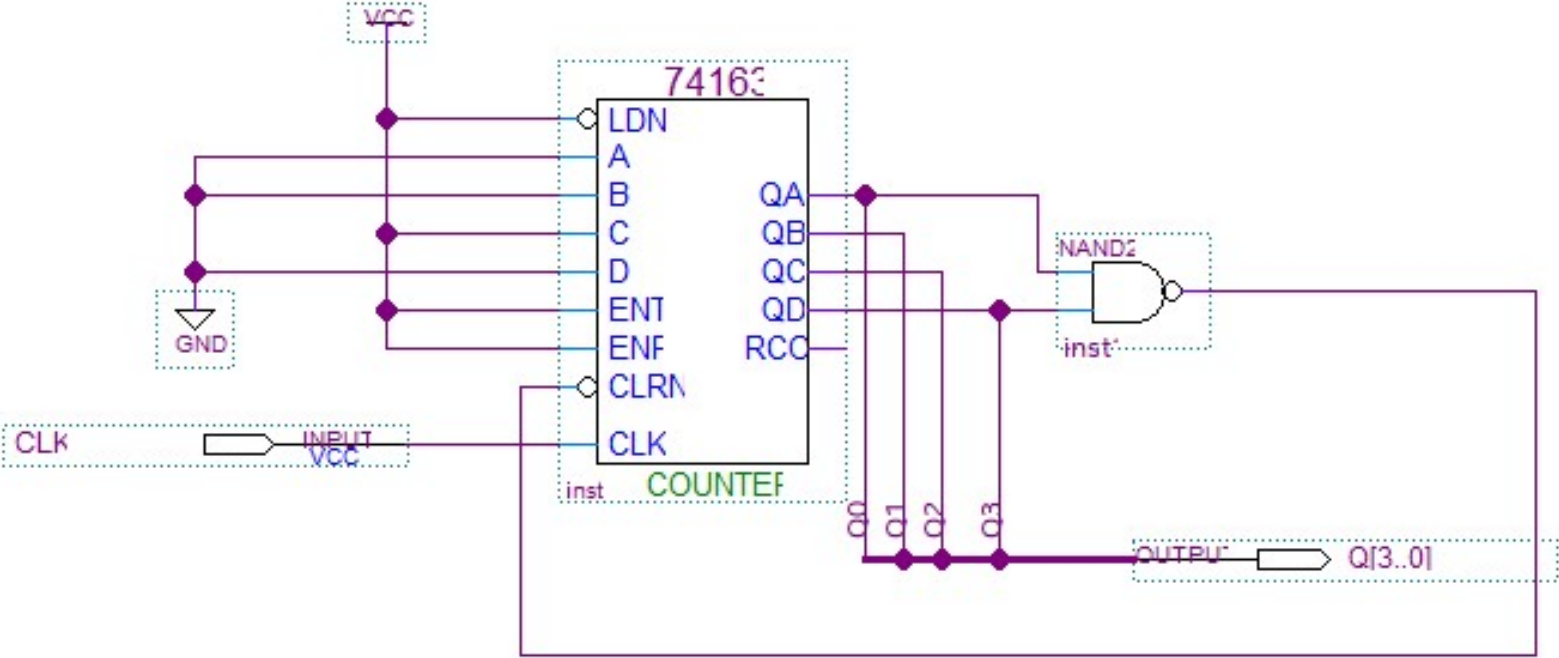 VCC
74163
LDN
A
B
C
D
ENT
ENP
CLRN
CLK
QA
QB
QC
QD
RCO
COUNTER
inst
GND
CLK
INPUT
VCC
NAND2
inst1
Q0
Q1
Q2
Q3
OUTPUT
Q[3..0]